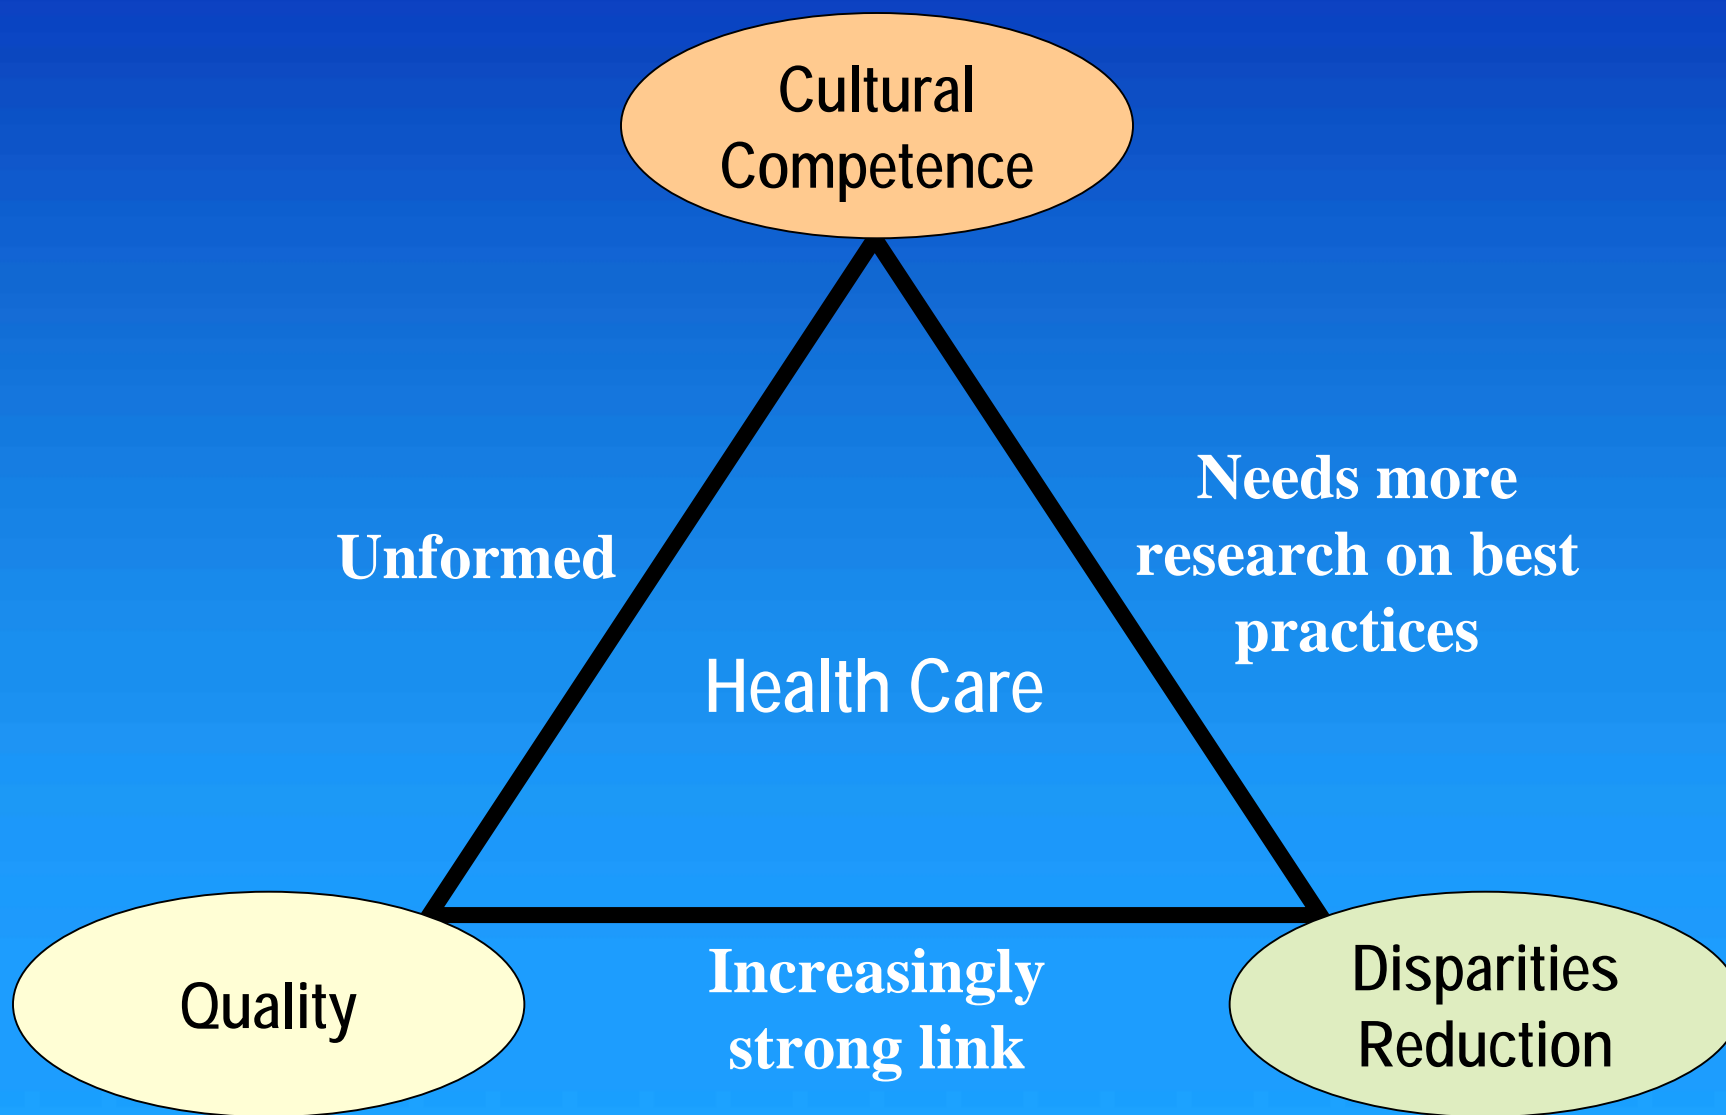 Cultural
Competence
Unformed
Needs more
research on best
practices
Health Care
Quality
Increasingly
strong link
Disparities
Reduction